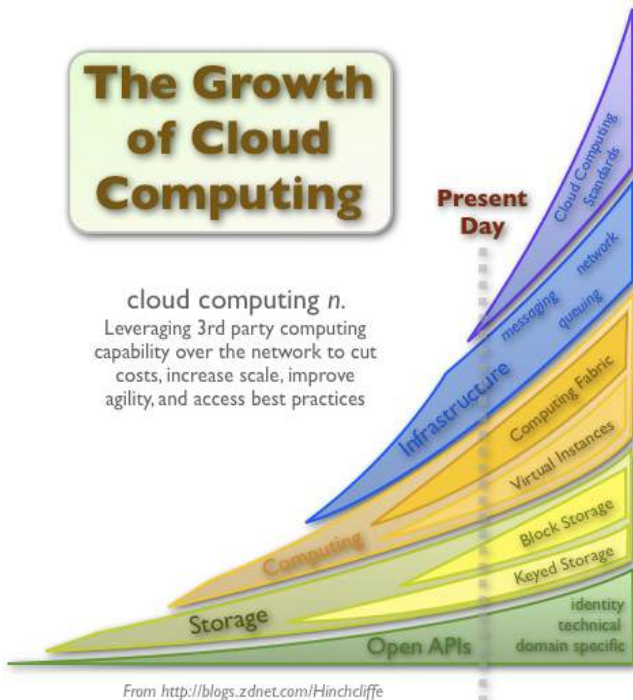 The Growth
of Cloud
Computing
Present
Day
cloud computing n.
Leveraging 3rd party computing
capability over the network to cut
costs, increase scale, improve
agility, and access best practices
Cloud Computing
Standards
network
messaging
queuing
Infrastructure
Computing Fabric
Virtual Instances
Computing
Block Storage
Keyed Storage
Storage
identity
technical
domain specific
Open APIs
From http://blogs.zdnet.com/Hinchcliffe